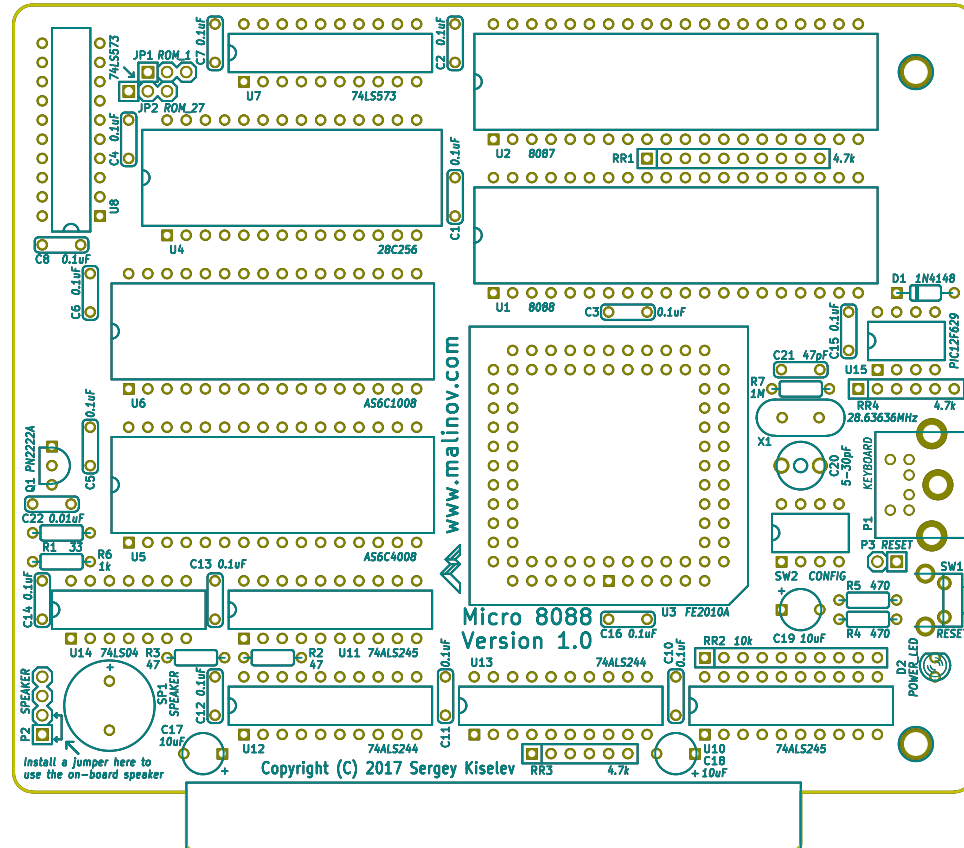 74LS573
JP1 ROM_1
JP2 ROM_27
C7 0.1uF
U7 74LS573
C2 0.1uF
U2 8087
RR1 4.7k
C4 0.1uF
U8
C8 0.1uF
U4 28C256
C1 0.1uF
U1 8088
C3 0.1uF
D1 1N4148
C6 0.1uF
U6 AS6C1008
www.malinov.com
C15 0.1uF
PIC12F629
U15
C21 47pF
R7
1M
RR4 4.7k
28.63636MHz
X1
C20
5-30pF
KEYBOARD
P1
Q1 PN2222A
C5 0.1uF
C22 0.01uF
R1 33
R6
1k
U5 AS6C4008
P3 RESET
SW2 CONFIG
SW1
RESET
C14 0.1uF
C13 0.1uF
U14 74LS04
R3
47
R2
47
U11 74ALS245
Micro 8088
Version 1.0
U3 FE2010A
C16 0.1uF
+
C19 10uF
R5 470
R4 470
RR2 10k
D2
POWER LED
SPEAKER
P2
+
SP1
SPEAKER
C12 0.1uF
U13 74ALS244
C10 0.1uF
C11 0.1uF
C17
10uF
+
U12 74ALS244
U10 74ALS245
C18
+ 10uF
RR3 4.7k
Install a jumper here to
use the on-board speaker
Copyright (C) 2017 Sergey Kiselev